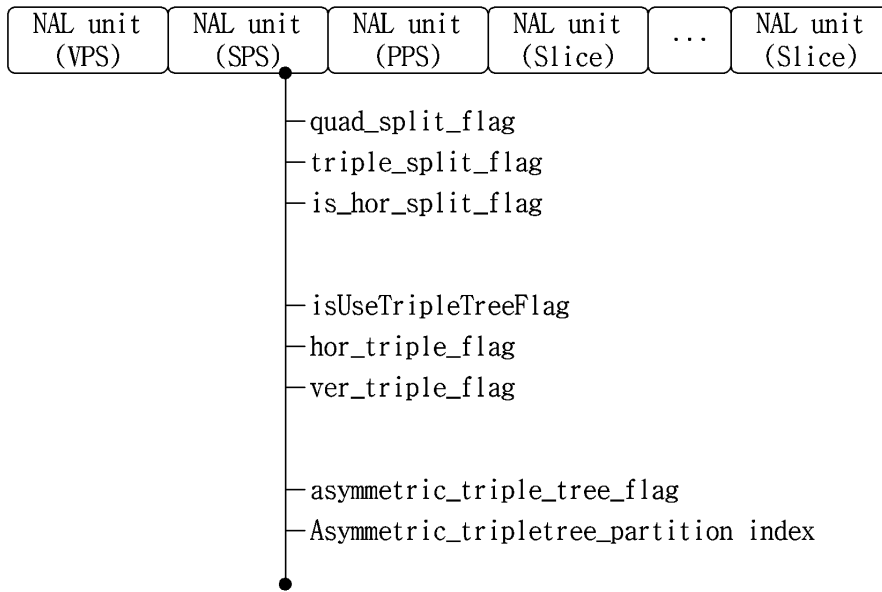 NAL unit NAL unit NAL unit NAL unit ... NAL unit
(VPS) (SPS) (PPS) (Slice) (Slice)
quad_split_flag
triple_split_flag
is_hor_split_flag
isUseTripleTreeFlag
hor_triple_flag
ver_triple_flag
asymmetric_triple_tree_flag
Asymmetric_tripletree_partition index